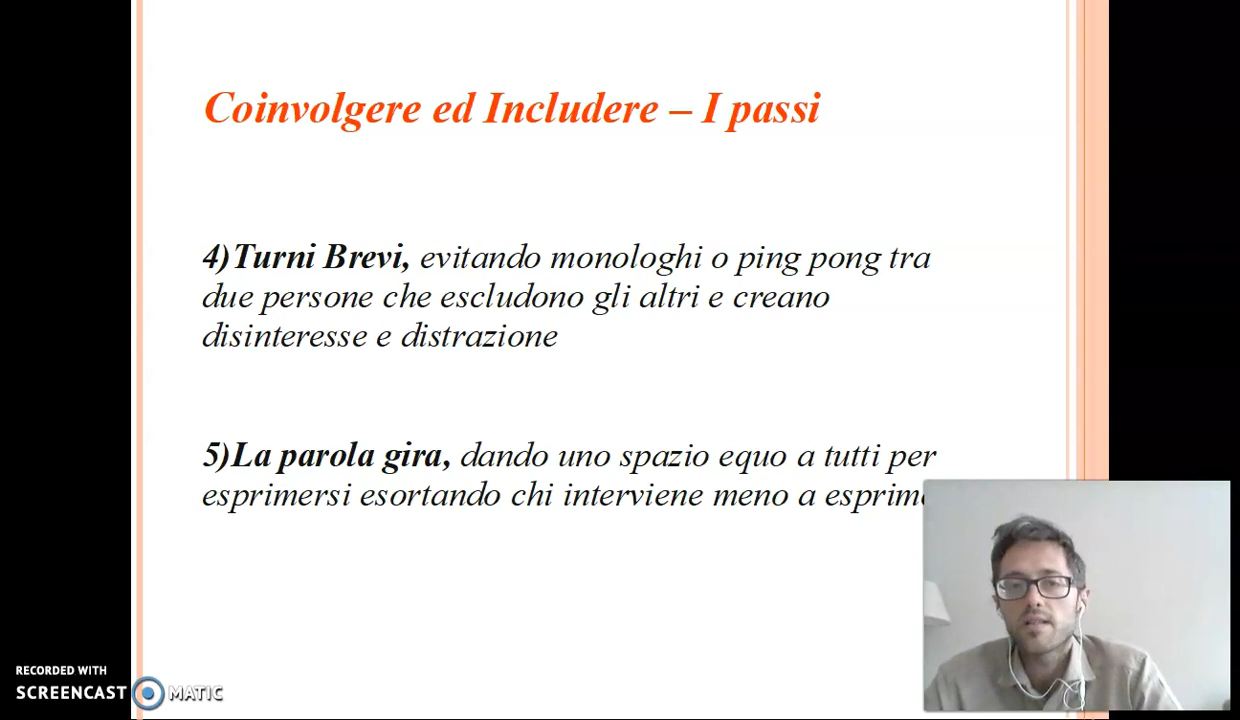 Coinvolgere ed Includere – I passi
4)Turni Brevi, evitando monologhi o ping pong tra
due persone che escludono gli altri e creano
disinteresse e distrazione
5)La parola gira, dando uno spazio equo a tutti per
esprimersi esortando chi interviene meno a
RECORDED WITH
SCREENCAST MATIC